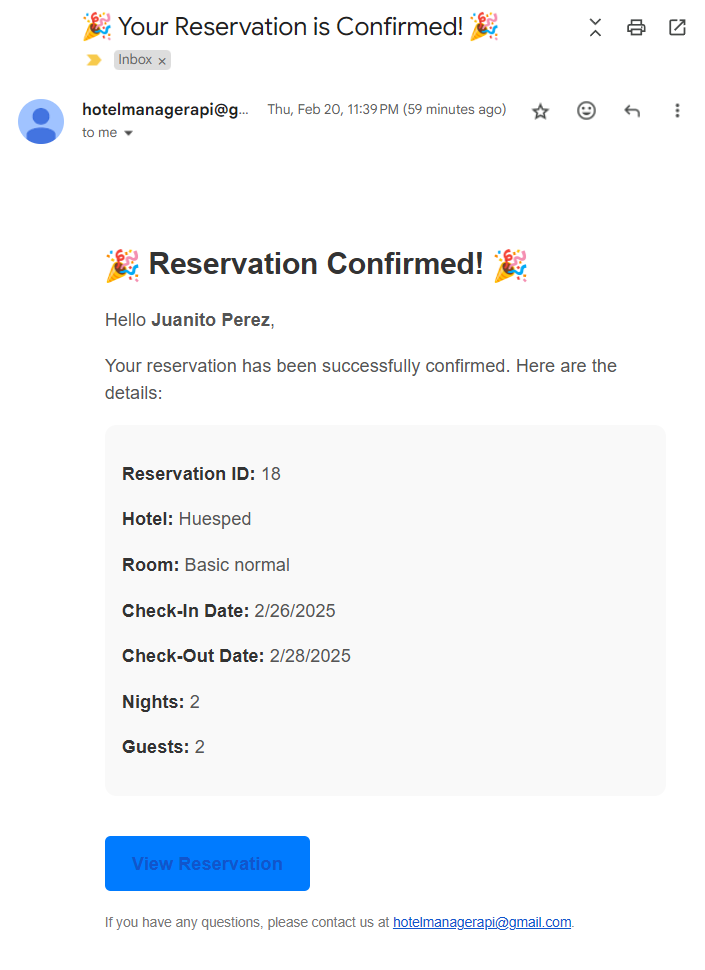 🎉 Your Reservation is Confirmed! 🎉
Inbox x
hotelmanagerapi@g... Thu, Feb 20, 11:39 PM (59 minutes ago)
to me
🎉 Reservation Confirmed! 🎉
Hello Juanito Perez,
Your reservation has been successfully confirmed. Here are the
details:
Reservation ID: 18
Hotel: Huesped
Room: Basic normal
Check-In Date: 2/26/2025
Check-Out Date: 2/28/2025
Nights: 2
Guests: 2
View Reservation
If you have any questions, please contact us at hotelmanagerapi@gmail.com.